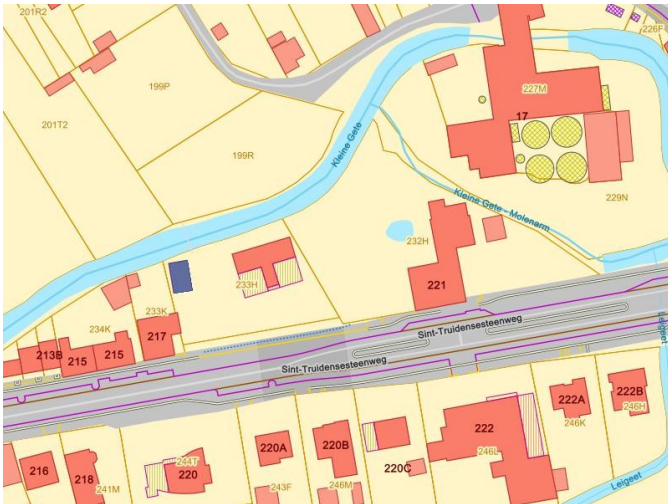 201R2
226F
199P
227M
17
201T2
Kleine Gete
199R
229N
Kleine Gete - Molenarm
232H
233H
221
233K
234K
217
213B
215
215
Sint-Truidensesteenweg
Sint-Truidensesteenweg
Leigeet
222B
222A
246H
246K
222
220A
220B
246L
216
244T
220
218
241M
220C
243F
246M
Leigeet